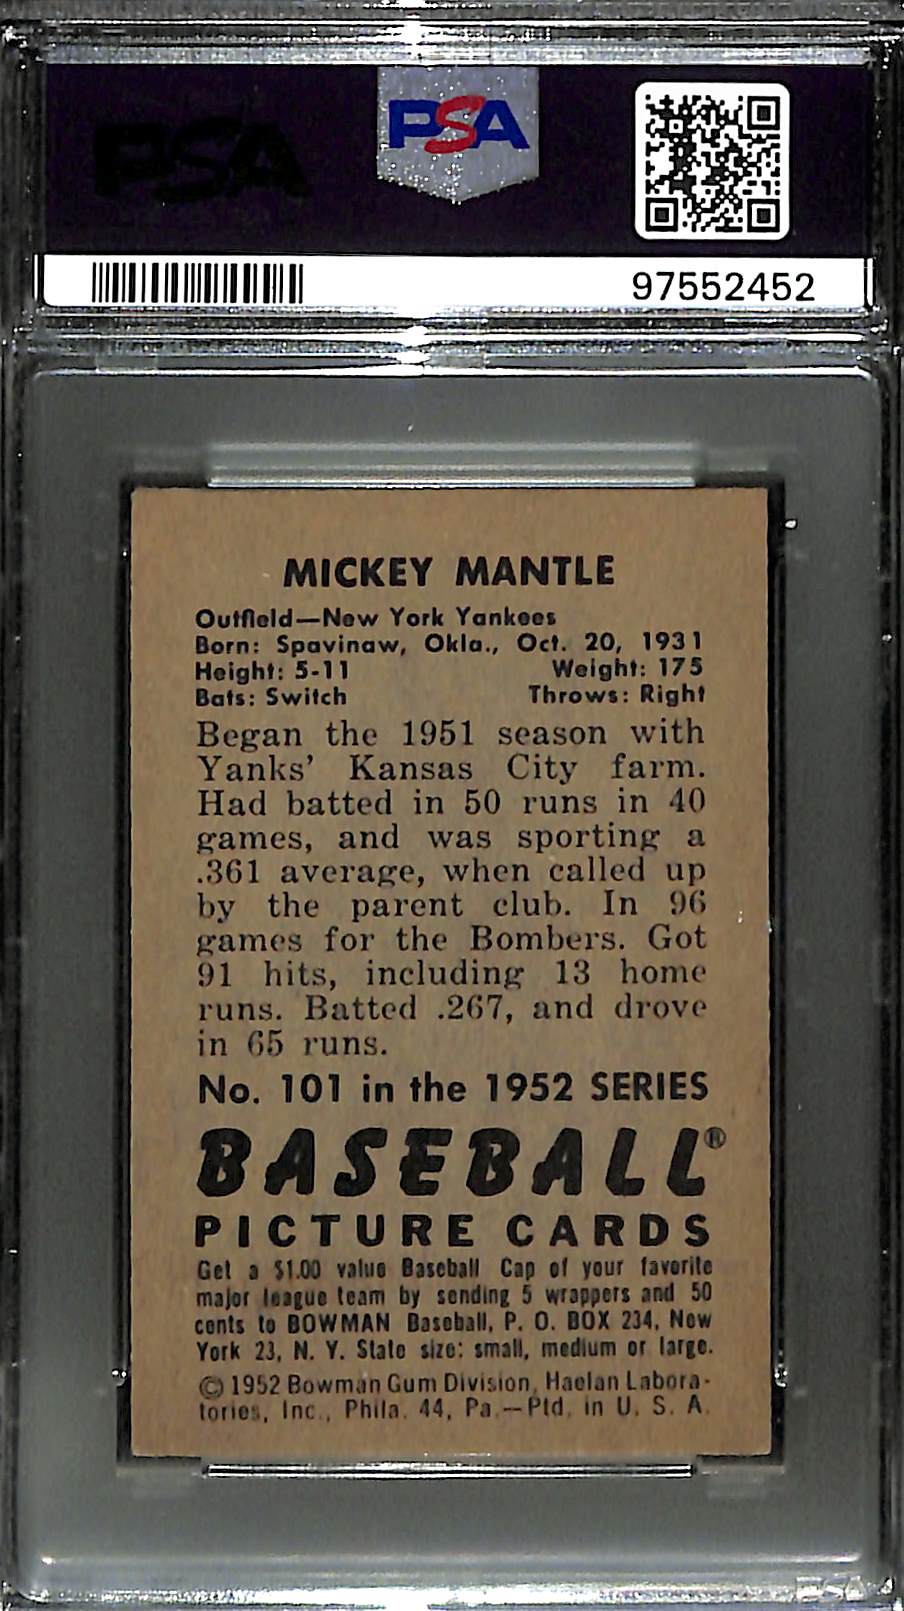 PSA
PSA
97552452
MICKEY MANTLE
Outfield—New York Yankees
Born: Spavinaw, Okla., Oct. 20, 1931
Height: 5-11 Weight: 175
Bats: Switch Throws: Right
Began the 1951 season with
Yanks' Kansas City farm.
Had batted in 50 runs in 40
games, and was sporting a
.361 average, when called up
by the parent club. In 96
games for the Bombers. Got
91 hits, including 13 home
runs. Batted .267, and drove
in 65 runs.
No. 101 in the 1952 SERIES
BASEBALL®
PICTURE CARDS
Get a $1.00 value Baseball Cap of your favorite
major league team by sending 5 wrappers and 50
cents to BOWMAN Baseball, P. O. BOX 234, New
York 23, N. Y. State size: small, medium or large.
© 1952 Bowman Gum Division, Haelan Labora-
tories, Inc., Phila. 44, Pa.—Ptd. in U. S. A.
PSA